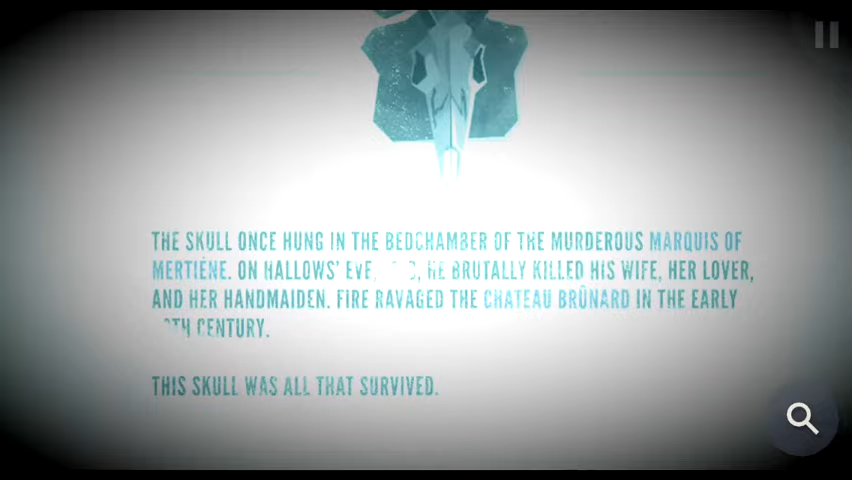 THE SKULL ONCE HUNG IN THE BEDCHAMBER OF THE MURDEROUS MARQUIS OF
MERTIÉNE. ON HALLOWS' EVE, HE BRUTALLY KILLED HIS WIFE, HER LOVER,
AND HER HANDMAIDEN. FIRE RAVAGED THE CHATEAU BRÛNARD IN THE EARLY
CENTURY.
THIS SKULL WAS ALL THAT SURVIVED.